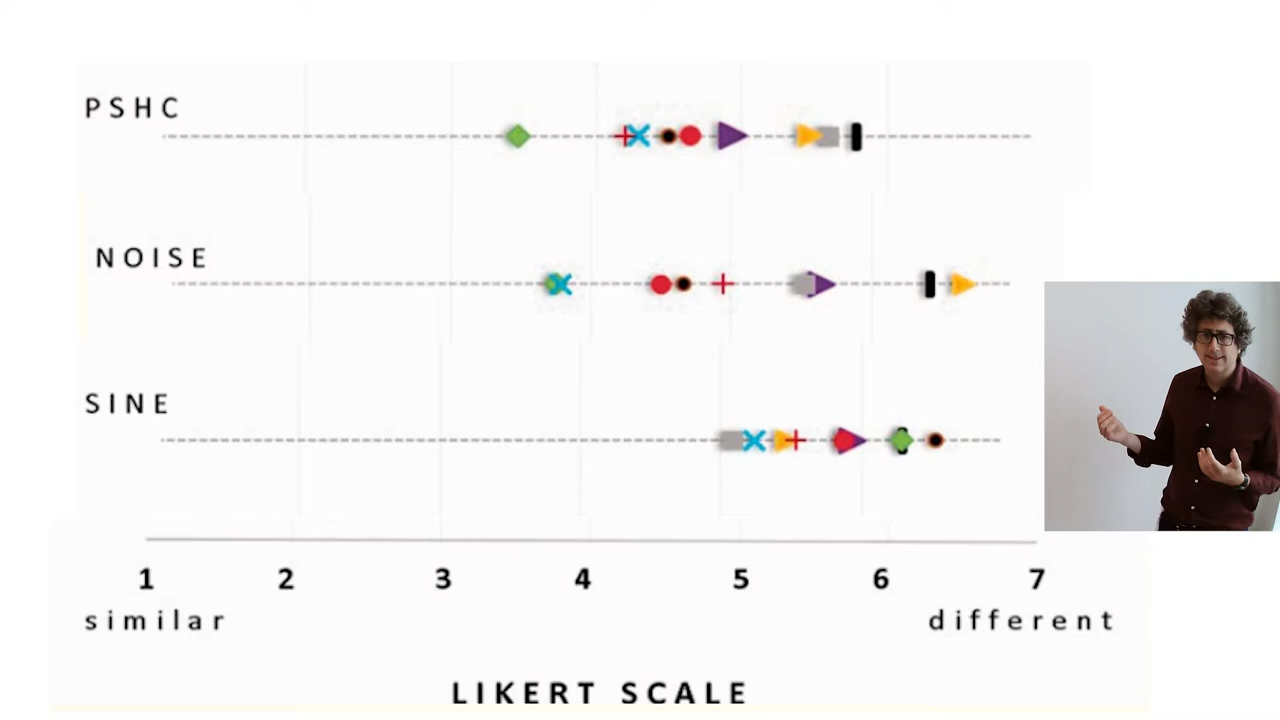 PSHC
NOISE
SINE
1 2 3 4 5 6 7
similar different
LIKERT SCALE